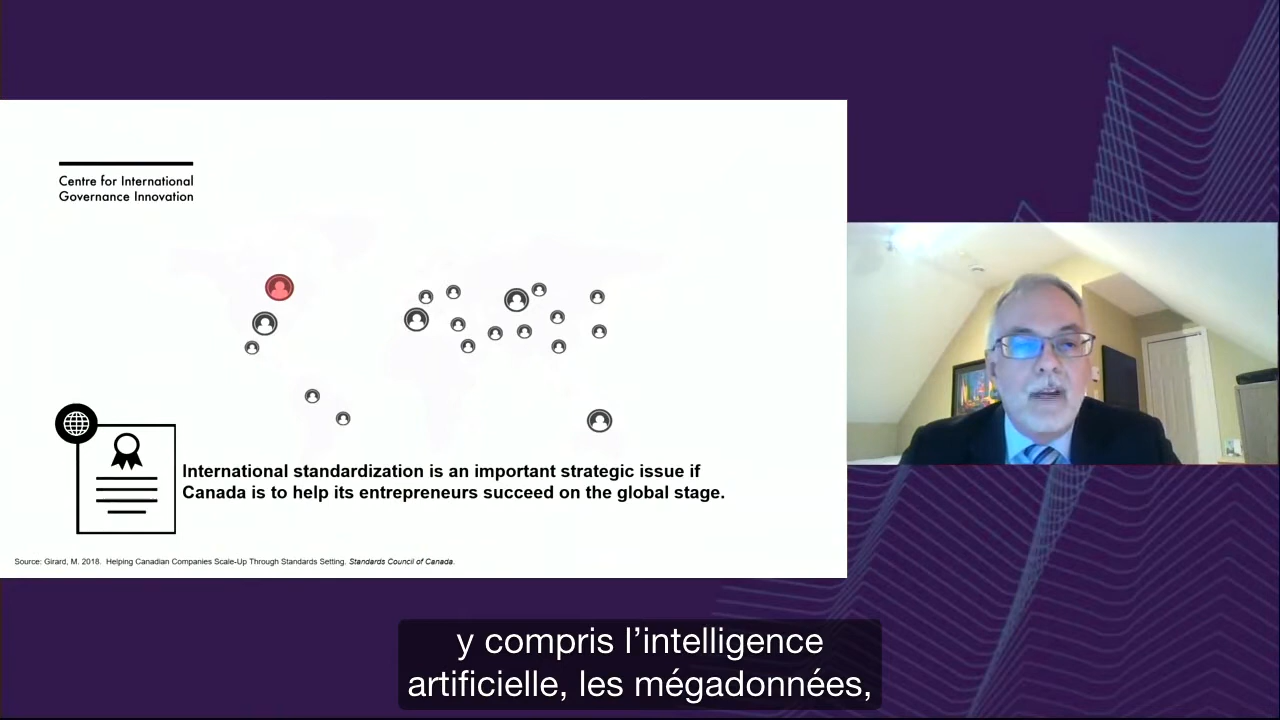 Centre for International
Governance Innovation
International standardization is an important strategic issue if
Canada is to help its entrepreneurs succeed on the global stage.
Source: Girard, M. 2018. Helping Canadian Companies Scale-Up Through Standards Setting. Standards Council of Canada.
y compris l’intelligence
artificielle, les mégadonnées,